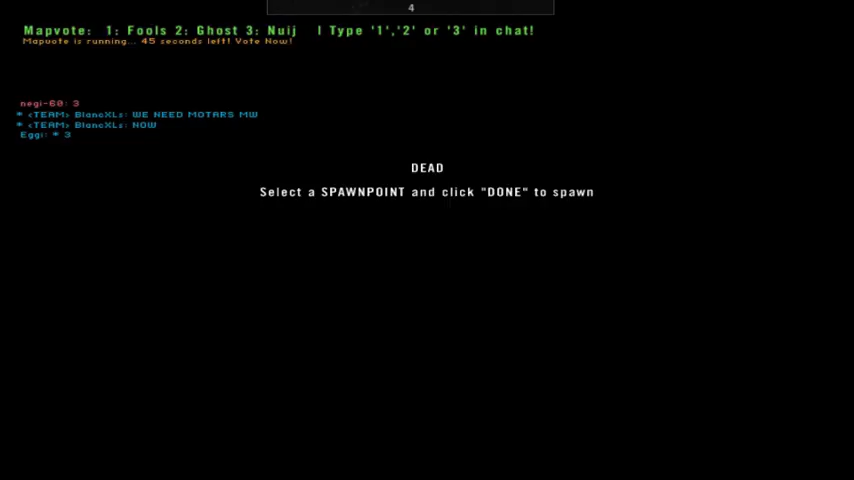 4
Mapvote: 1: Fools 2: Ghost 3: Nuij | Type '1','2' or '3' in chat!
Mapvote is running... 45 seconds left! Vote Now!
negi-60: 3
* <TEAM> BlancXLs: WE NEED MOTARS MW
* <TEAM> BlancXLs: NOW
Eggi: * 3
DEAD
Select a SPAWNPOINT and click "DONE" to spawn